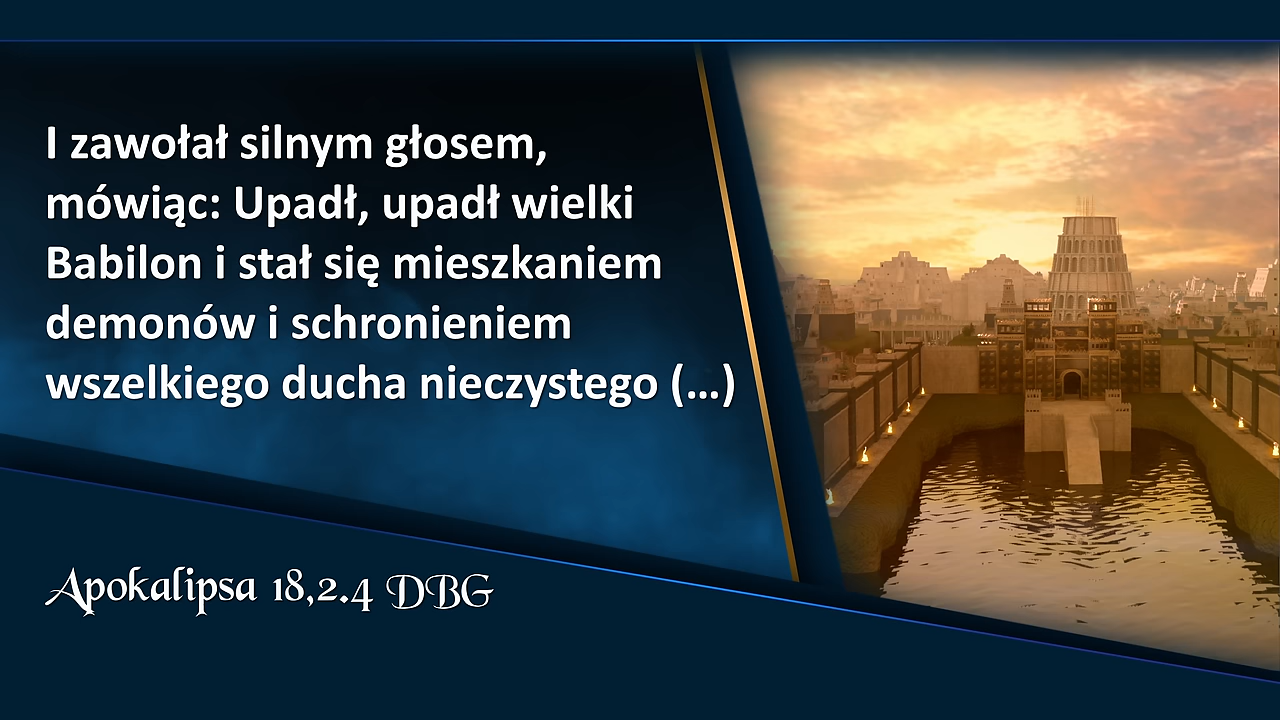 I zawołał silnym głosem,
mówiąc: Upadł, upadł wielki
Babilon i stał się mieszkaniem
demonów i schronieniem
wszelkiego ducha nieczystego (...)
Apokalipsa 18,2.4 DBG